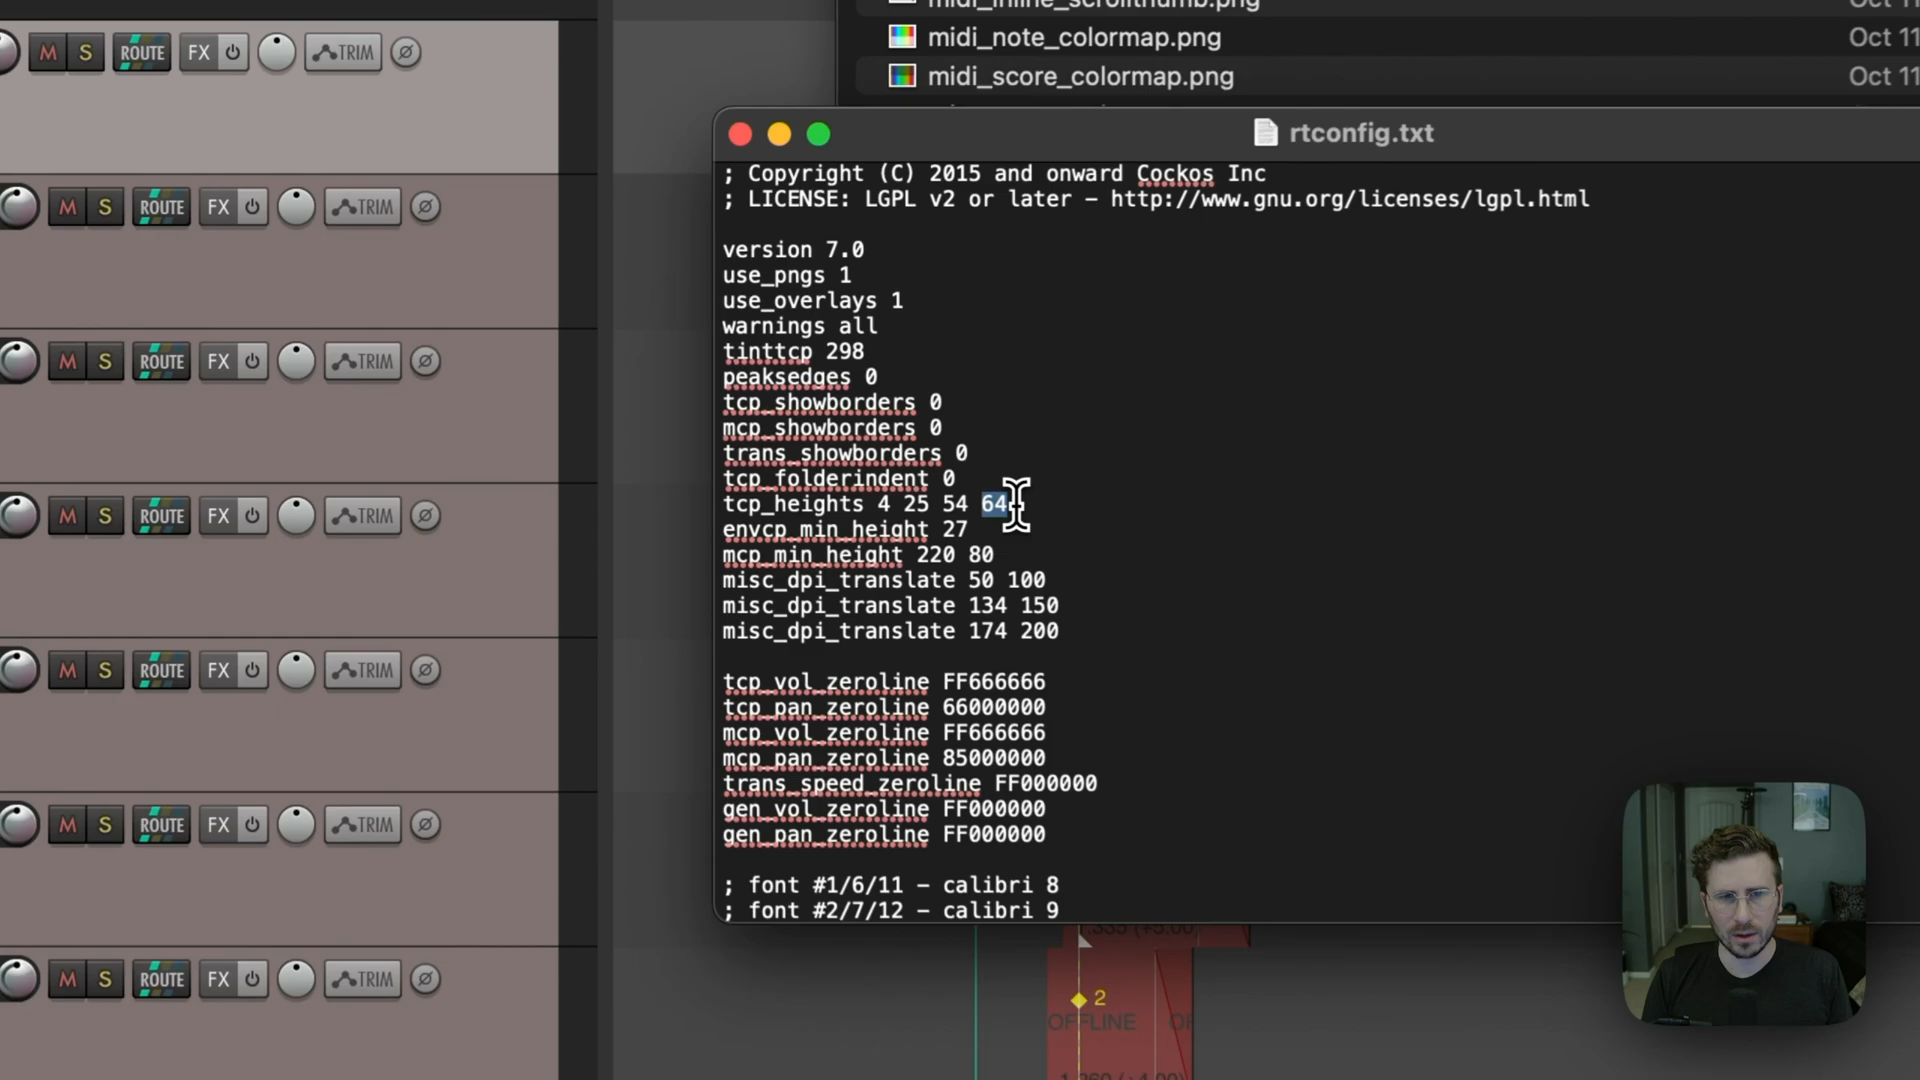 midi_inline_scrollthumb.png
Oct 11
midi_note_colormap.png Oct 11
midi_score_colormap.png Oct 11
rtconfig.txt
; Copyright (C) 2015 and onward Cockos Inc
; LICENSE: LGPL v2 or later – http://www.gnu.org/licenses/lgpl.html
version 7.0
use_pngs 1
use_overlays 1
warnings all
tinttcp 298
peaksedges 0
tcp_showborders 0
mcp_showborders 0
trans_showborders 0
tcp_folderindent 0
tcp_heights 4 25 54 64
envcp_min_height 27
mcp_min_height 220 80
misc_dpi_translate 50 100
misc_dpi_translate 134 150
misc_dpi_translate 174 200
tcp_vol_zeroline FF666666
tcp_pan_zeroline 66000000
mcp_vol_zeroline FF666666
mcp_pan_zeroline 85000000
trans_speed_zeroline FF000000
gen_vol_zeroline FF000000
gen_pan_zeroline FF000000
; font #1/6/11 – calibri 8
; font #2/7/12 – calibri 9
M S ROUTE FX TRIM
M S ROUTE FX TRIM
M S ROUTE FX TRIM
M S ROUTE FX TRIM
M S ROUTE FX TRIM
M S ROUTE FX TRIM
M S ROUTE FX TRIM
2
OFFLINE